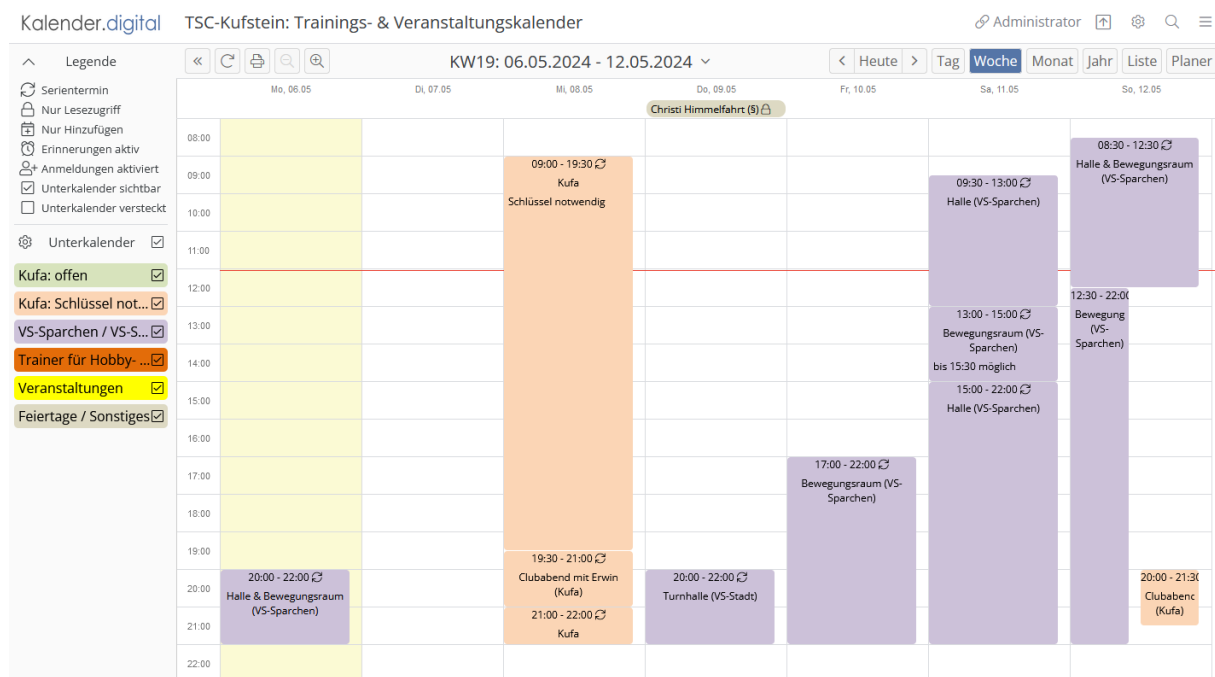 Kalender.digital
TSC-Kufstein: Trainings- & Veranstaltungskalender
Administrator
Legende
Serientermin
Nur Lesezugriff
Nur Hinzufügen
Erinnerungen aktiv
Anmeldungen aktiviert
Unterkalender sichtbar
Unterkalender versteckt
Unterkalender
Kufa: offen
Kufa: Schlüssel not...
VS-Sparchen / VS-S...
Trainer für Hobby- ...
Veranstaltungen
Feiertage / Sonstiges
«
KW19: 06.05.2024 - 12.05.2024
Heute
Tag
Woche
Monat
Jahr
Liste
Planer
Mo, 06.05
Di, 07.05
Mi, 08.05
Do, 09.05
Fr, 10.05
Sa, 11.05
So, 12.05
Christi Himmelfahrt (§)
08:00
09:00
10:00
11:00
12:00
13:00
14:00
15:00
16:00
17:00
18:00
19:00
20:00
21:00
22:00
20:00 - 22:00
Halle & Bewegungsraum
(VS-Sparchen)
09:00 - 19:30
Kufa
Schlüssel notwendig
19:30 - 21:00
Clubabend mit Erwin
(Kufa)
21:00 - 22:00
Kufa
20:00 - 22:00
Turnhalle (VS-Stadt)
17:00 - 22:00
Bewegungsraum (VS-
Sparchen)
09:30 - 13:00
Halle (VS-Sparchen)
13:00 - 15:00
Bewegungsraum (VS-
Sparchen)
bis 15:30 möglich
15:00 - 22:00
Halle (VS-Sparchen)
08:30 - 12:30
Halle & Bewegungsraum
(VS-Sparchen)
12:30 - 22:00
Bewegung
(VS-
Sparchen)
20:00 - 21:30
Clubabend
(Kufa)